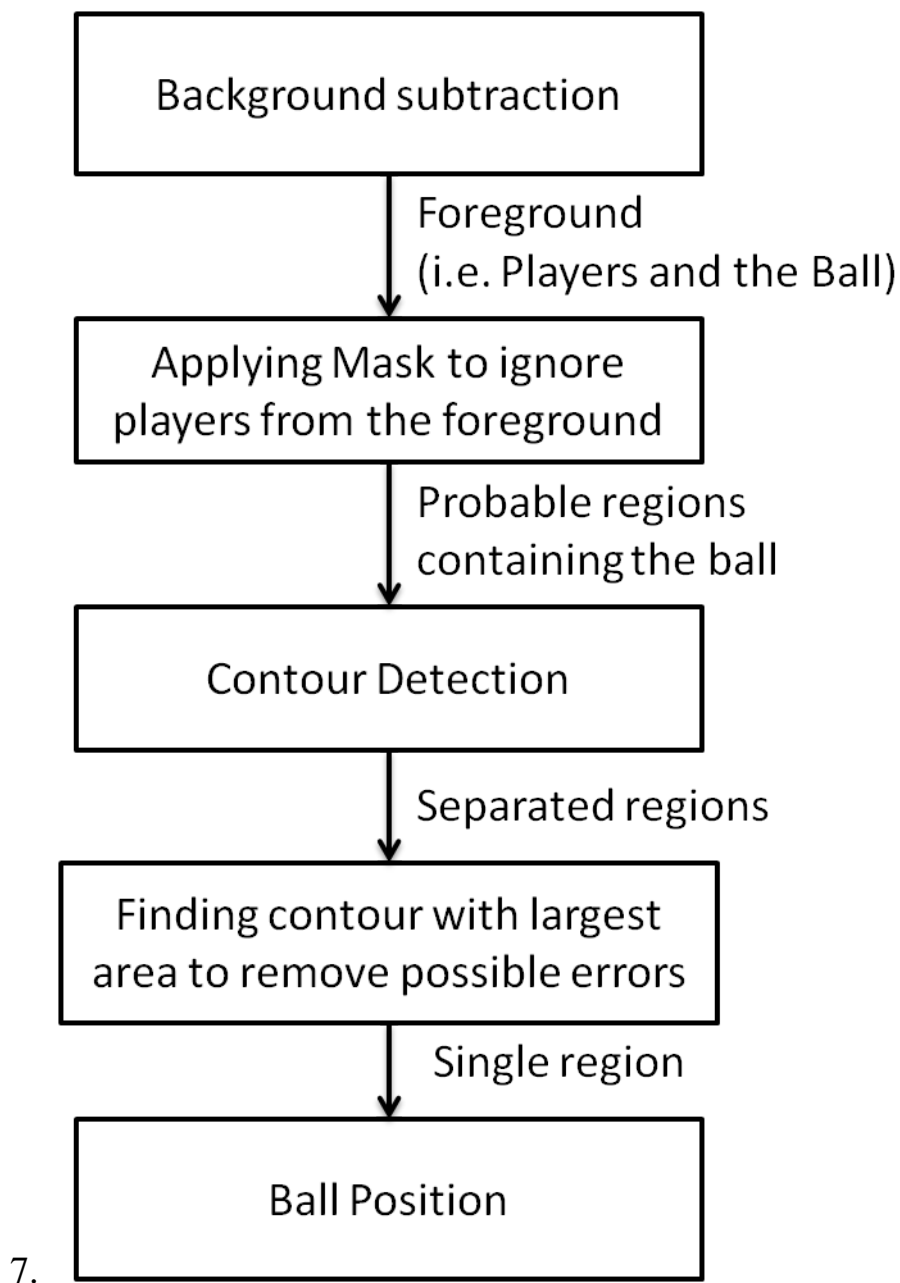 Background subtraction
Foreground
(i.e. Players and the Ball)
Applying Mask to ignore
players from the foreground
Probable regions
containing the ball
Contour Detection
Separated regions
Finding contour with largest
area to remove possible errors
Single region
Ball Position
7.